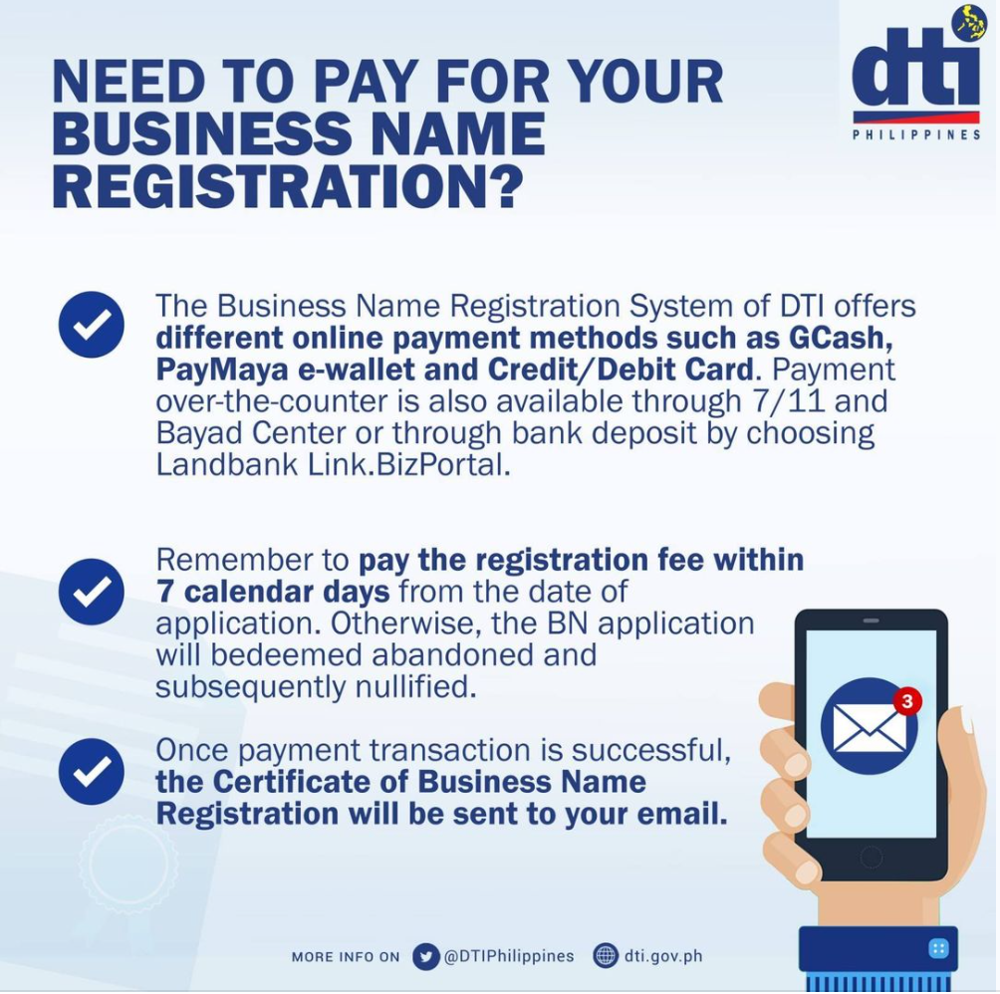 dti
PHILIPPINES
NEED TO PAY FOR YOUR
BUSINESS NAME
REGISTRATION?
The Business Name Registration System of DTI offers
different online payment methods such as GCash,
PayMaya e-wallet and Credit/Debit Card. Payment
over-the-counter is also available through 7/11 and
Bayad Center or through bank deposit by choosing
Landbank Link.BizPortal.
Remember to pay the registration fee within
7 calendar days from the date of
application. Otherwise, the BN application
will bedeemed abandoned and
subsequently nullified.
Once payment transaction is successful,
the Certificate of Business Name
Registration will be sent to your email.
3
MORE INFO ON @DTIPhilippines dti.gov.ph